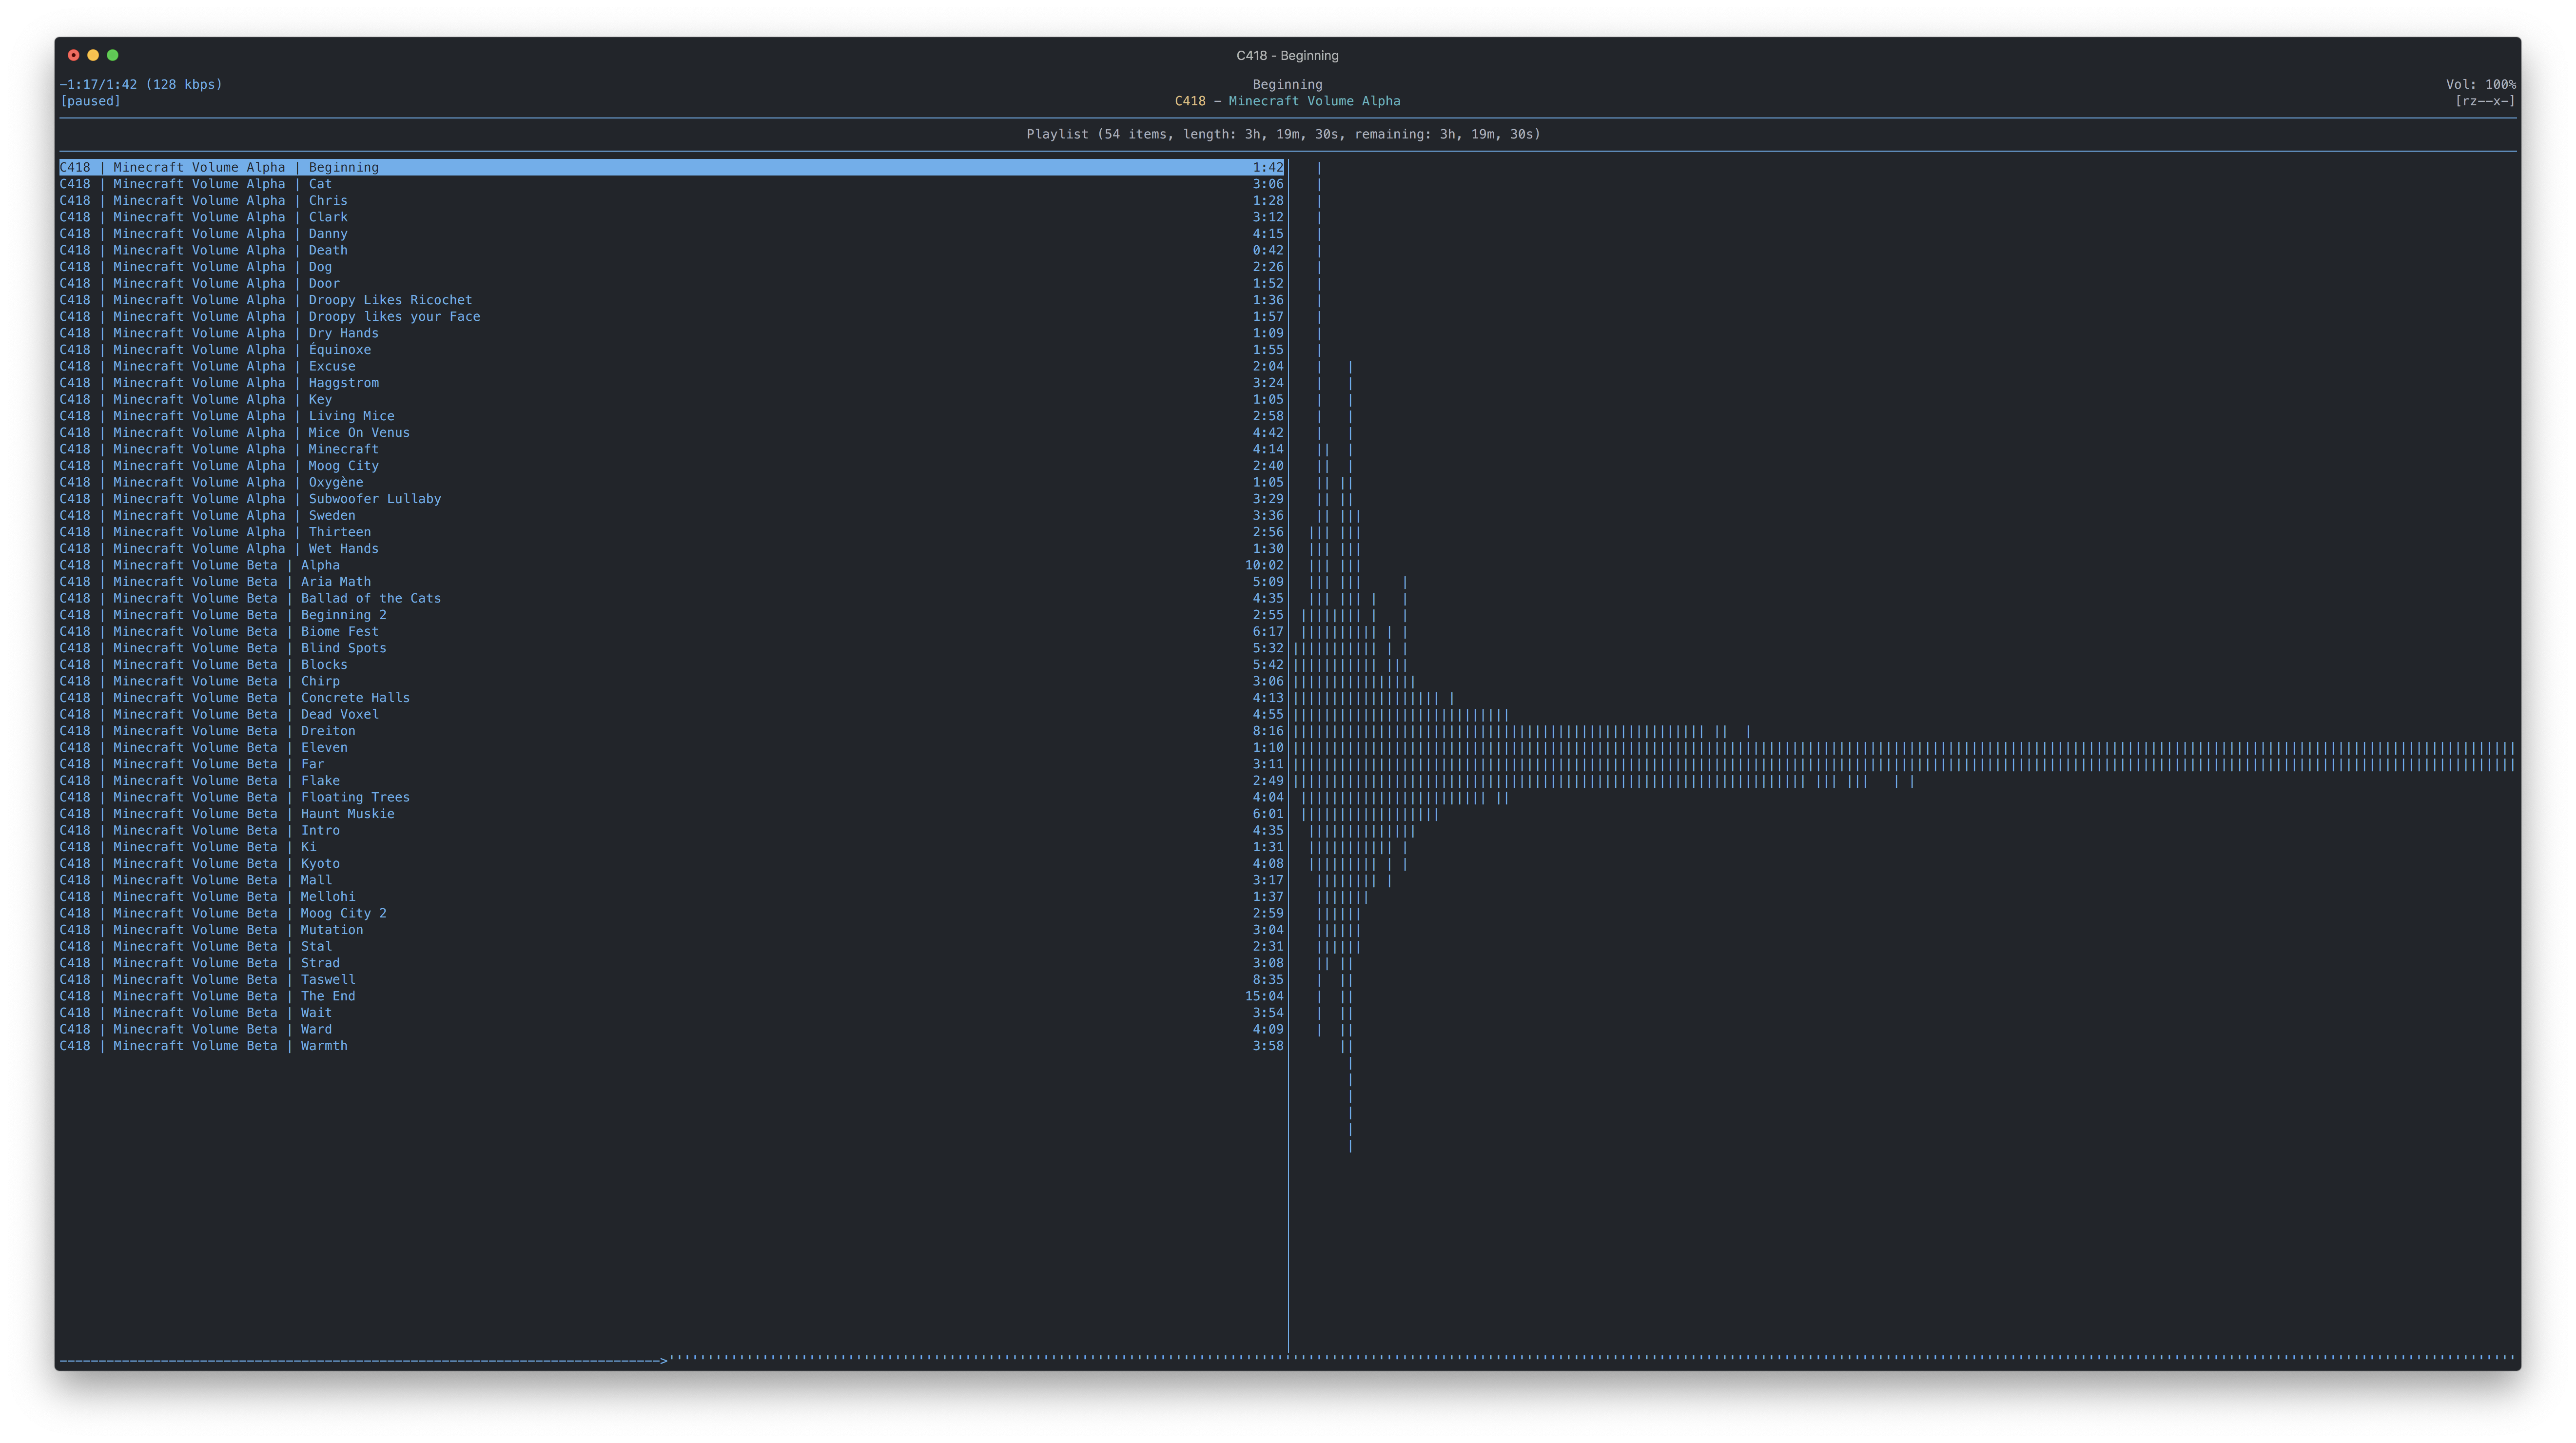 C418 - Beginning
-1:17/1:42 (128 kbps) Beginning Vol: 100%
[paused] C418 - Minecraft Volume Alpha [rz--x-]
Playlist (54 items, length: 3h, 19m, 30s, remaining: 3h, 19m, 30s)
C418 | Minecraft Volume Alpha | Beginning 1:42
C418 | Minecraft Volume Alpha | Cat 3:06
C418 | Minecraft Volume Alpha | Chris 1:28
C418 | Minecraft Volume Alpha | Clark 3:12
C418 | Minecraft Volume Alpha | Danny 4:15
C418 | Minecraft Volume Alpha | Death 0:42
C418 | Minecraft Volume Alpha | Dog 2:26
C418 | Minecraft Volume Alpha | Door 1:52
C418 | Minecraft Volume Alpha | Droopy Likes Ricochet 1:36
C418 | Minecraft Volume Alpha | Droopy likes your Face 1:57
C418 | Minecraft Volume Alpha | Dry Hands 1:09
C418 | Minecraft Volume Alpha | Équinoxe 1:55
C418 | Minecraft Volume Alpha | Excuse 2:04
C418 | Minecraft Volume Alpha | Haggstrom 3:24
C418 | Minecraft Volume Alpha | Key 1:05
C418 | Minecraft Volume Alpha | Living Mice 2:58
C418 | Minecraft Volume Alpha | Mice On Venus 4:42
C418 | Minecraft Volume Alpha | Minecraft 4:14
C418 | Minecraft Volume Alpha | Moog City 2:40
C418 | Minecraft Volume Alpha | Oxygène 1:05
C418 | Minecraft Volume Alpha | Subwoofer Lullaby 3:29
C418 | Minecraft Volume Alpha | Sweden 3:36
C418 | Minecraft Volume Alpha | Thirteen 2:56
C418 | Minecraft Volume Alpha | Wet Hands 1:30
C418 | Minecraft Volume Beta | Alpha 10:02
C418 | Minecraft Volume Beta | Aria Math 5:09
C418 | Minecraft Volume Beta | Ballad of the Cats 4:35
C418 | Minecraft Volume Beta | Beginning 2 2:55
C418 | Minecraft Volume Beta | Biome Fest 6:17
C418 | Minecraft Volume Beta | Blind Spots 5:32
C418 | Minecraft Volume Beta | Blocks 5:42
C418 | Minecraft Volume Beta | Chirp 3:06
C418 | Minecraft Volume Beta | Concrete Halls 4:13
C418 | Minecraft Volume Beta | Dead Voxel 4:55
C418 | Minecraft Volume Beta | Dreiton 8:16
C418 | Minecraft Volume Beta | Eleven 1:10
C418 | Minecraft Volume Beta | Far 3:11
C418 | Minecraft Volume Beta | Flake 2:49
C418 | Minecraft Volume Beta | Floating Trees 4:04
C418 | Minecraft Volume Beta | Haunt Muskie 6:01
C418 | Minecraft Volume Beta | Intro 4:35
C418 | Minecraft Volume Beta | Ki 1:31
C418 | Minecraft Volume Beta | Kyoto 4:08
C418 | Minecraft Volume Beta | Mall 3:17
C418 | Minecraft Volume Beta | Mellohi 1:37
C418 | Minecraft Volume Beta | Moog City 2 2:59
C418 | Minecraft Volume Beta | Mutation 3:04
C418 | Minecraft Volume Beta | Stal 2:31
C418 | Minecraft Volume Beta | Strad 3:08
C418 | Minecraft Volume Beta | Taswell 8:35
C418 | Minecraft Volume Beta | The End 15:04
C418 | Minecraft Volume Beta | Wait 3:54
C418 | Minecraft Volume Beta | Ward 4:09
C418 | Minecraft Volume Beta | Warmth 3:58